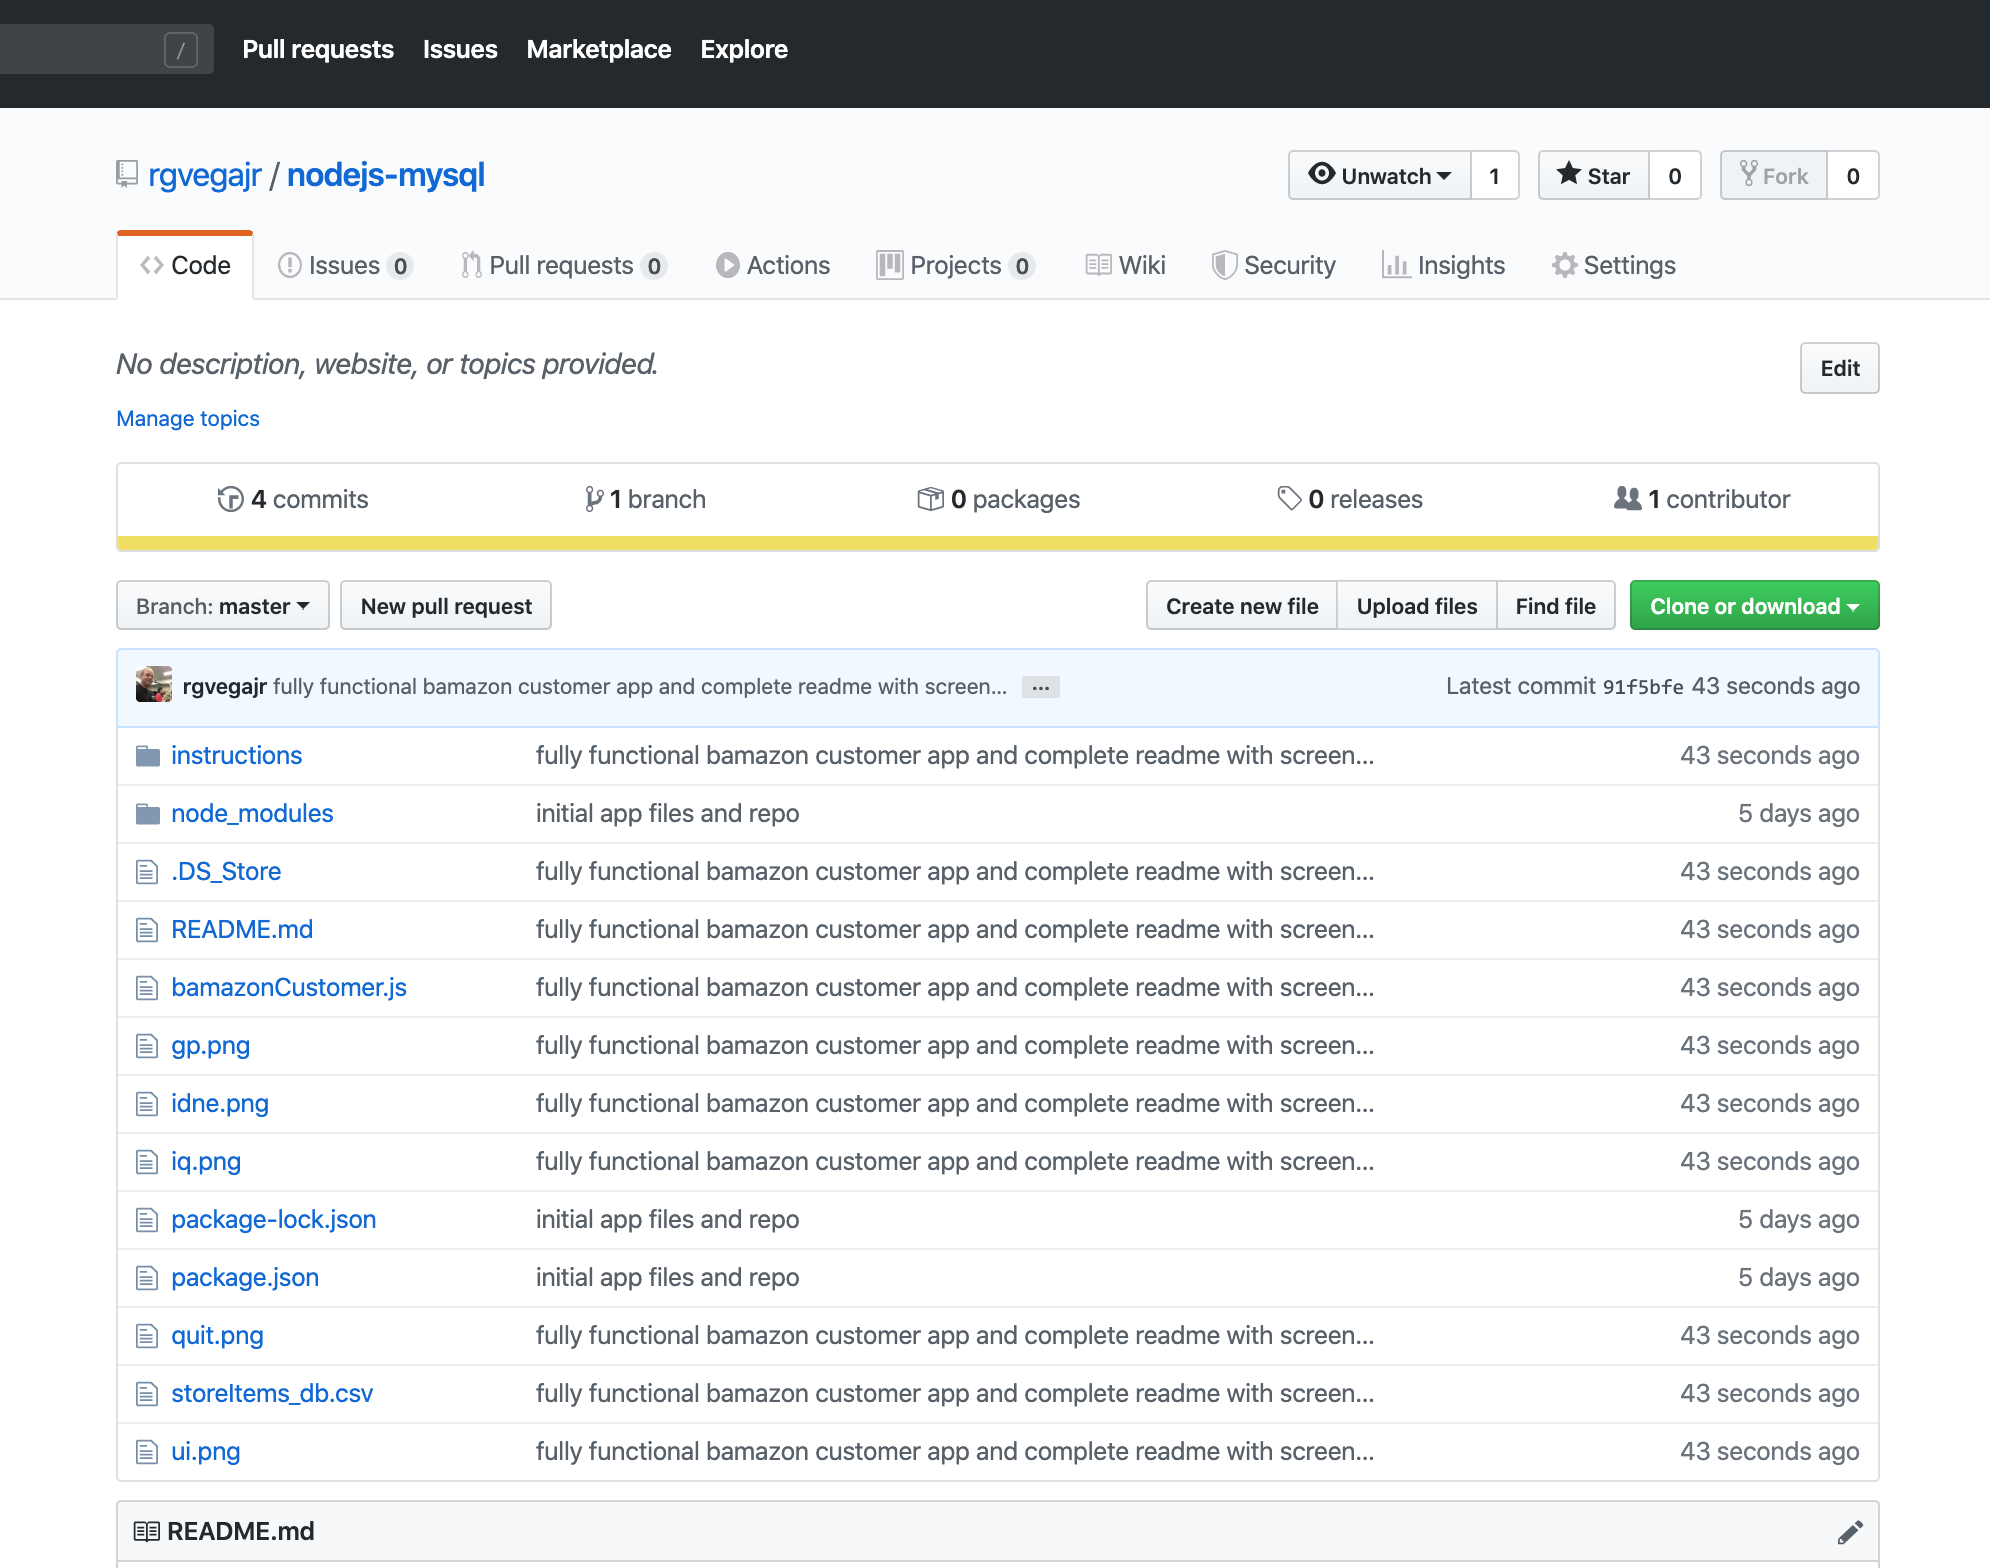 / Pull requests Issues Marketplace Explore
rgvegajr / nodejs-mysql Unwatch 1 Star 0 Fork 0
Code Issues 0 Pull requests 0 Actions Projects 0 Wiki Security Insights Settings
No description, website, or topics provided. Edit
Manage topics
4 commits 1 branch 0 packages 0 releases 1 contributor
Branch: master New pull request Create new file Upload files Find file Clone or download
rgvegajr fully functional bamazon customer app and complete readme with screen... ... Latest commit 91f5bfe 43 seconds ago
instructions fully functional bamazon customer app and complete readme with screen... 43 seconds ago
node_modules initial app files and repo 5 days ago
.DS_Store fully functional bamazon customer app and complete readme with screen... 43 seconds ago
README.md fully functional bamazon customer app and complete readme with screen... 43 seconds ago
bamazonCustomer.js fully functional bamazon customer app and complete readme with screen... 43 seconds ago
gp.png fully functional bamazon customer app and complete readme with screen... 43 seconds ago
idne.png fully functional bamazon customer app and complete readme with screen... 43 seconds ago
iq.png fully functional bamazon customer app and complete readme with screen... 43 seconds ago
package-lock.json initial app files and repo 5 days ago
package.json initial app files and repo 5 days ago
quit.png fully functional bamazon customer app and complete readme with screen... 43 seconds ago
storeItems_db.csv fully functional bamazon customer app and complete readme with screen... 43 seconds ago
ui.png fully functional bamazon customer app and complete readme with screen... 43 seconds ago
README.md